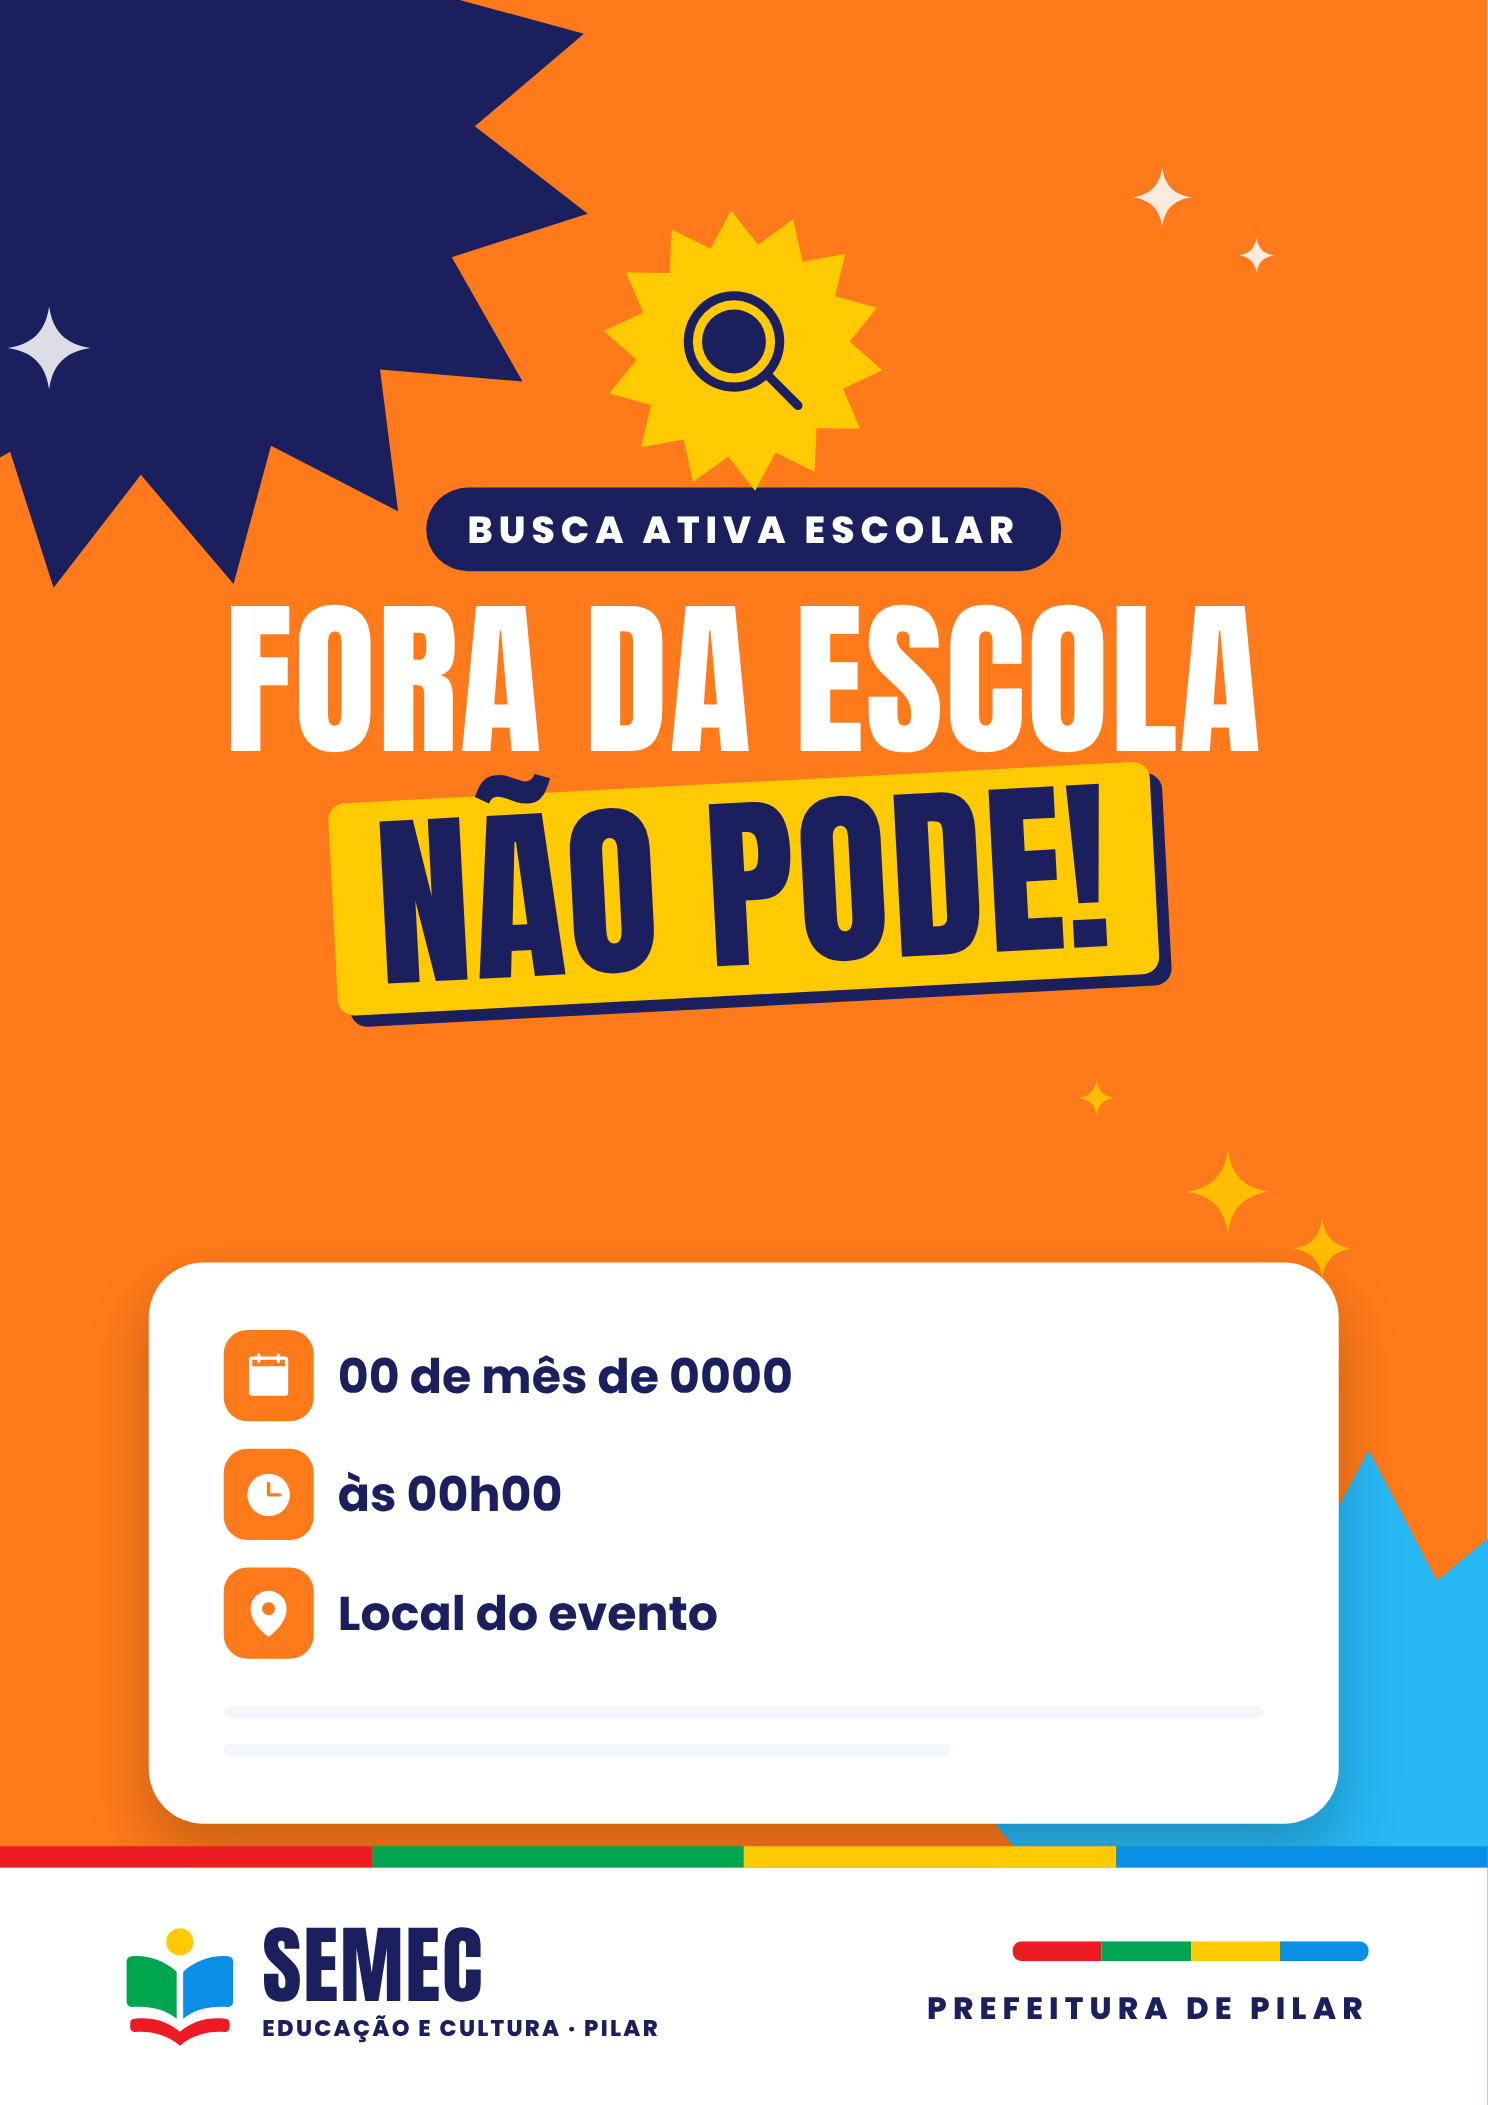 BUSCA ATIVA ESCOLAR
FORA DA ESCOLA
NÃO PODE!
00 de mês de 0000
às 00h00
Local do evento
SEMEC
EDUCAÇÃO E CULTURA · PILAR
PREFEITURA DE PILAR